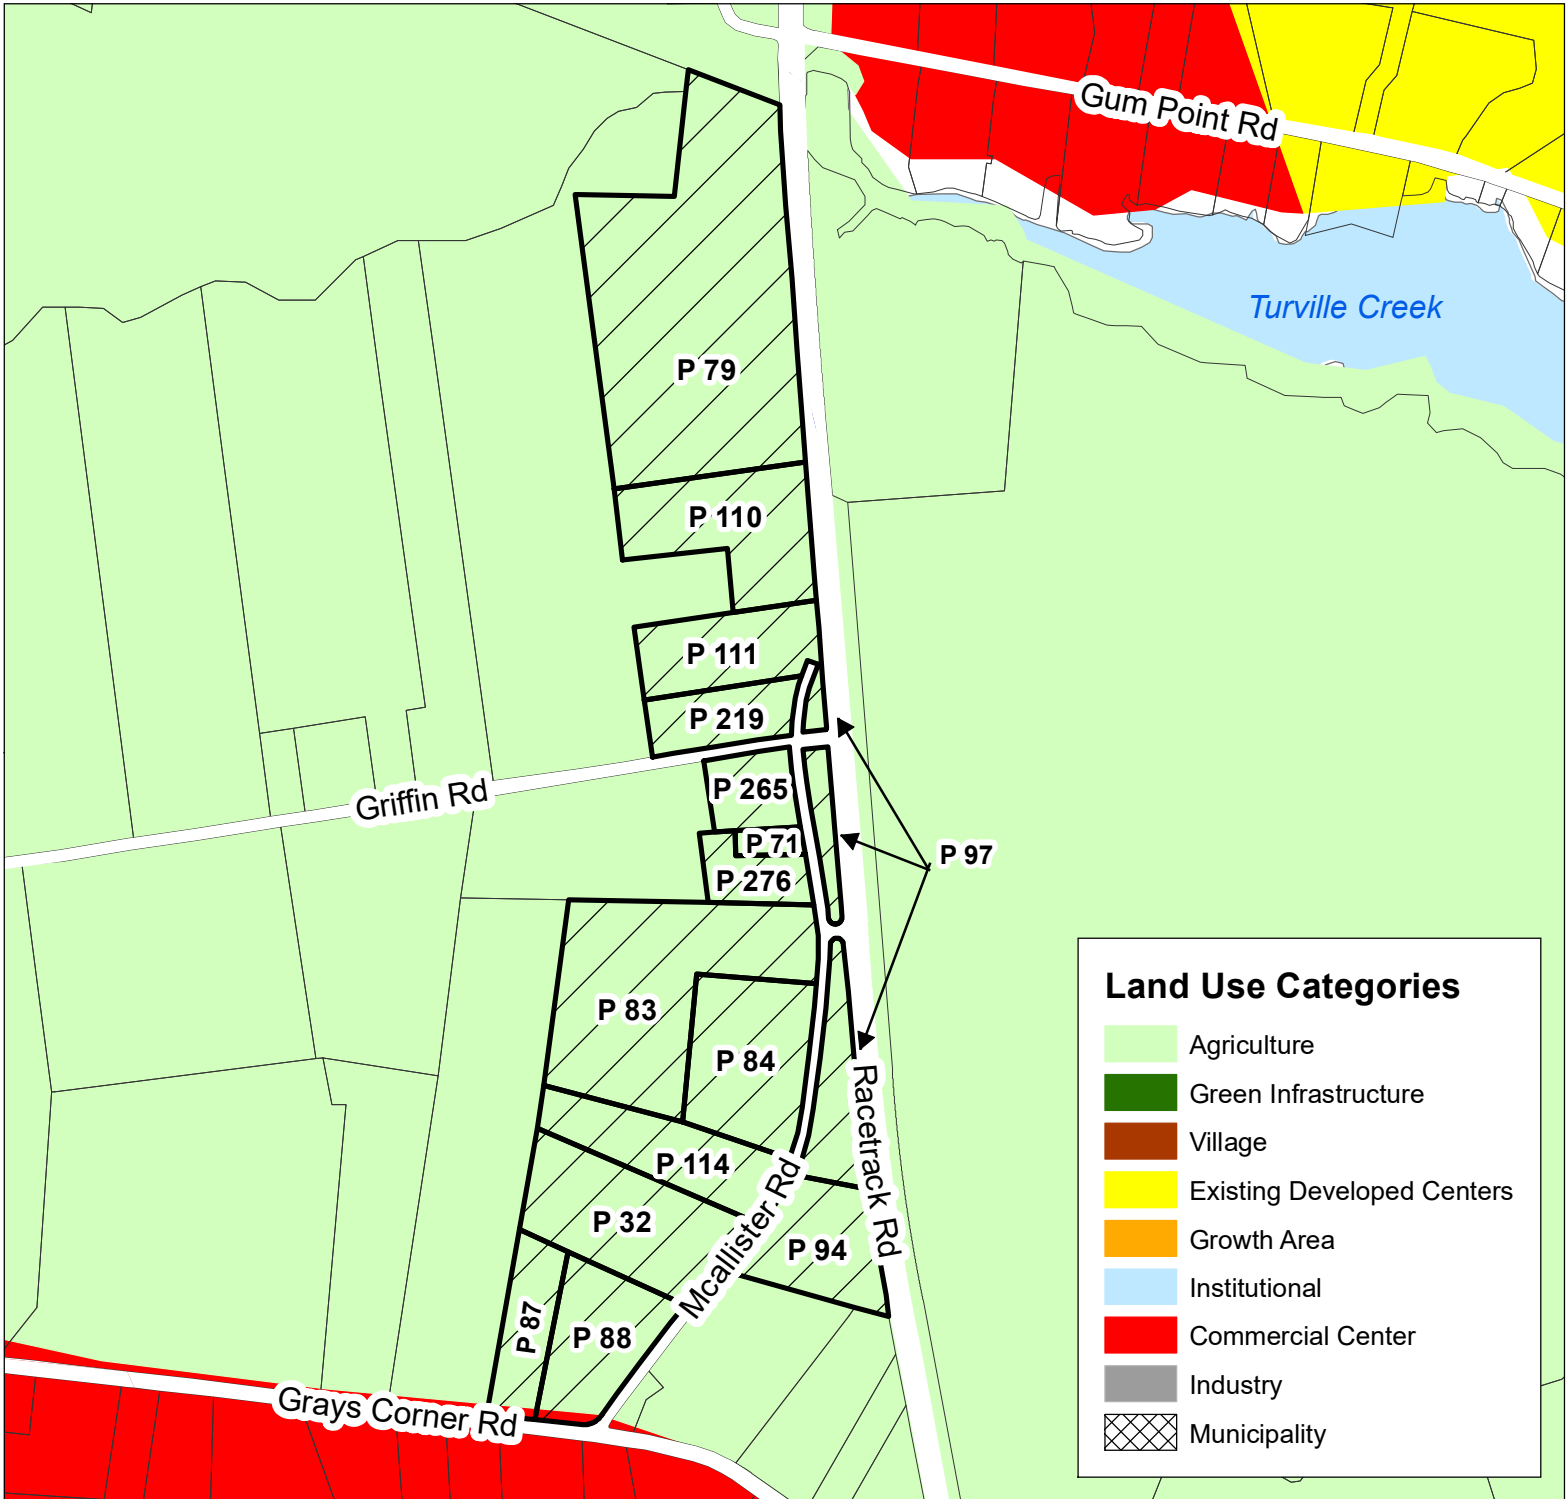 Gum Point Rd
Turville Creek
P 79
P 110
P 111
P 219
P 265
Griffin Rd
P 71
P 97
P 276
P 83
P 84
Racetrack Rd
P 114
P 32
Mcallister Rd
P 94
P 87
P 88
Grays Corner Rd
Land Use Categories
Agriculture
Green Infrastructure
Village
Existing Developed Centers
Growth Area
Institutional
Commercial Center
Industry
Municipality